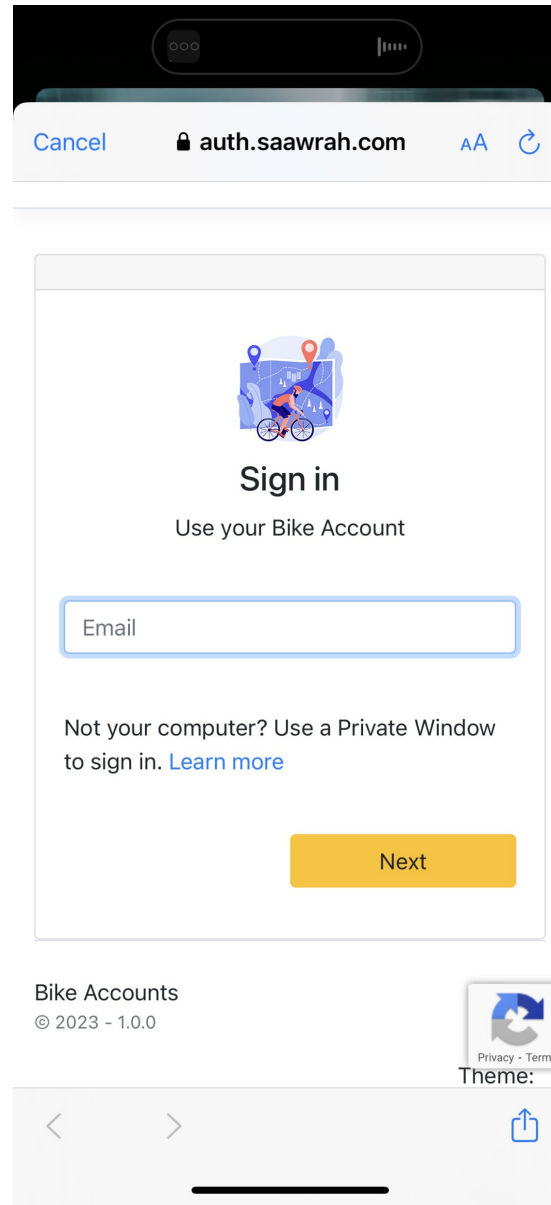 Cancel auth.saawrah.com AA
Sign in
Use your Bike Account
Email
Not your computer? Use a Private Window
to sign in. Learn more
Next
Bike Accounts
© 2023 - 1.0.0
Privacy - Term
Theme: